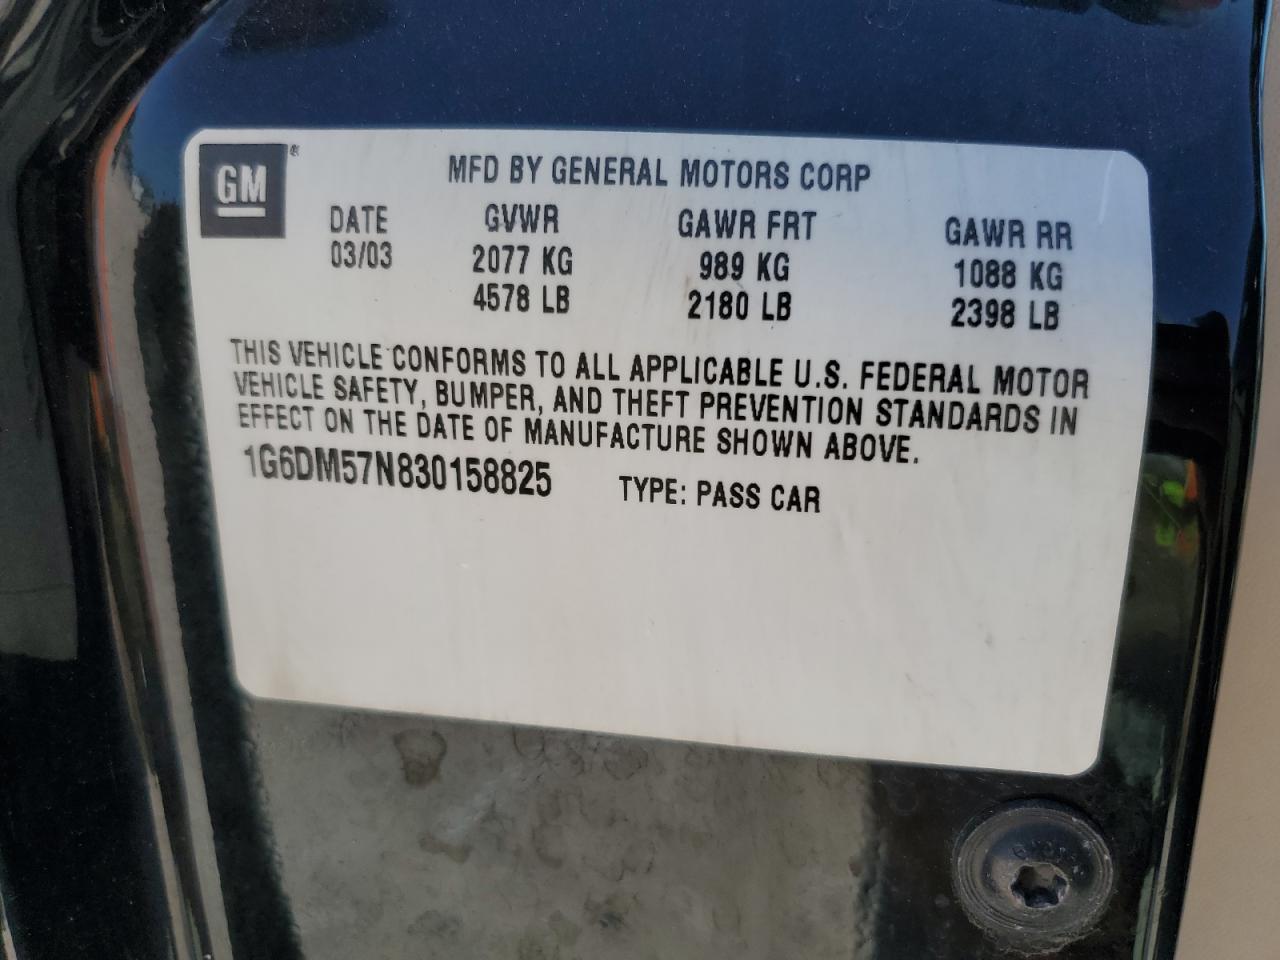 GM®
MFD BY GENERAL MOTORS CORP
DATE GVWR GAWR FRT GAWR RR
03/03 2077 KG 989 KG 1088 KG
4578 LB 2180 LB 2398 LB
THIS VEHICLE CONFORMS TO ALL APPLICABLE U.S. FEDERAL MOTOR
VEHICLE SAFETY, BUMPER, AND THEFT PREVENTION STANDARDS IN
EFFECT ON THE DATE OF MANUFACTURE SHOWN ABOVE.
1G6DM57N830158825 TYPE: PASS CAR